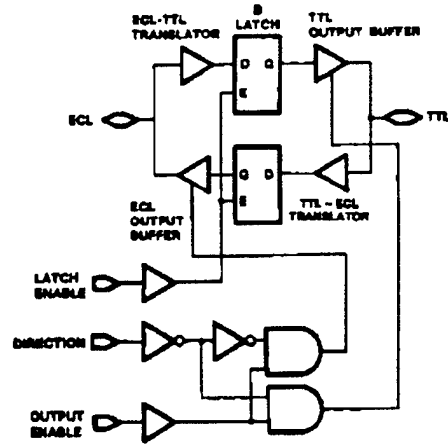 D
LATCH
ECL-TTL
TRANSLATOR
TTL
OUTPUT BUFFER
D Q
E
ECL
TTL
Q D
E
ECL
OUTPUT
BUFFER
TTL-ECL
TRANSLATOR
LATCH
ENABLE
DIRECTION
OUTPUT
ENABLE